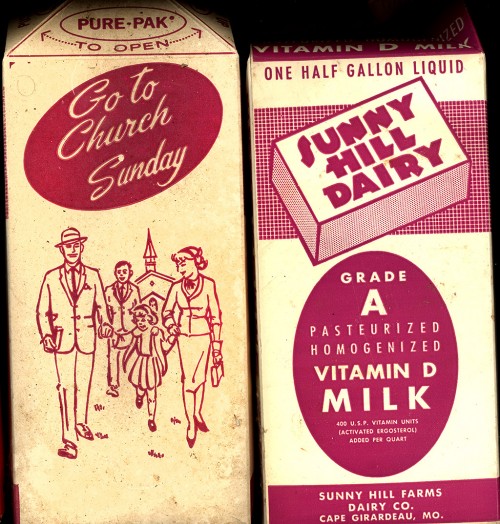 PURE-PAK
TO OPEN
Go to
Church
Sunday
VITAMIN D MILK
ONE HALF GALLON LIQUID
SUNNY
HILL
DAIRY
GRADE
A
PASTEURIZED
HOMOGENIZED
VITAMIN D
MILK
400 U.S.P. VITAMIN UNITS
(ACTIVATED ERGOSTEROL)
ADDED PER QUART
SUNNY HILL FARMS
DAIRY CO.
CAPE GIRARDEAU, MO.